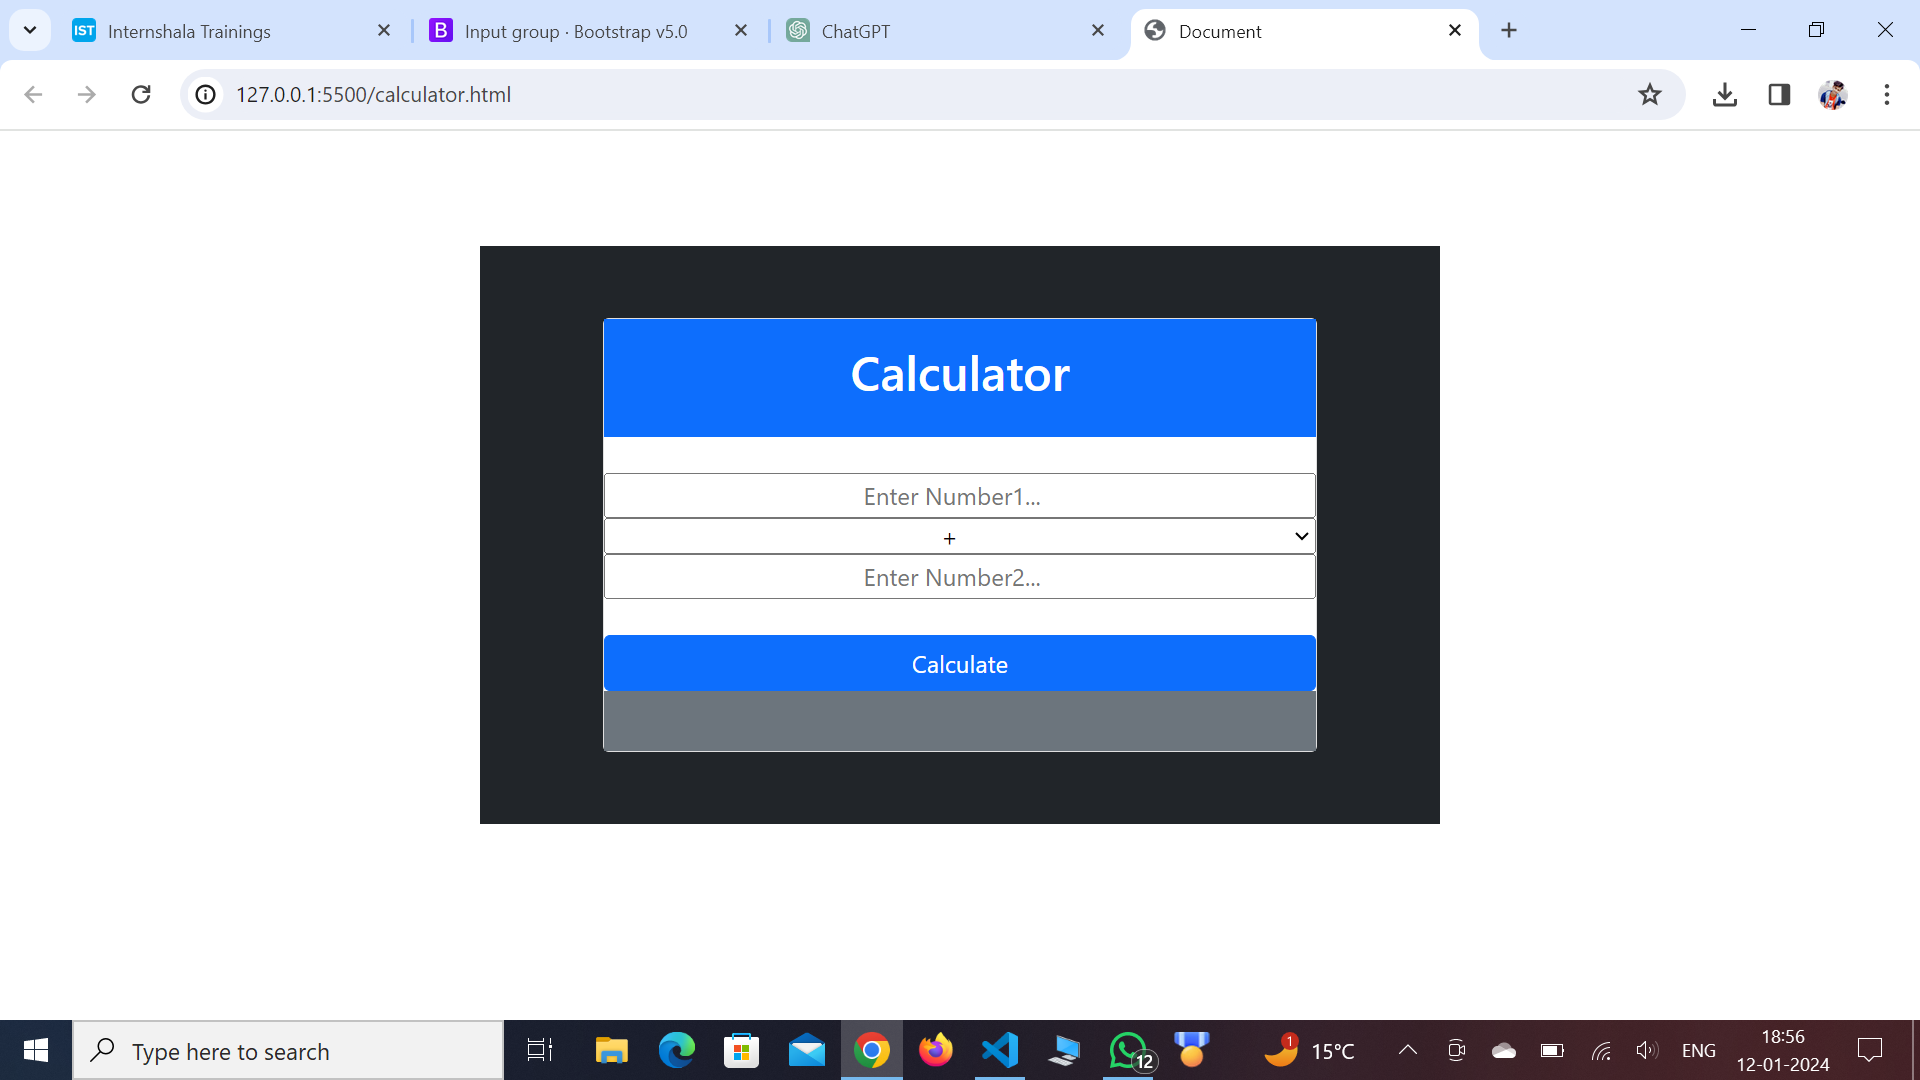 IST Internshala Trainings
B Input group · Bootstrap v5.0
ChatGPT
Document
127.0.0.1:5500/calculator.html
Calculator
Enter Number1...
+
Enter Number2...
Calculate
Type here to search
12
1
15°C
ENG
18:56
12-01-2024